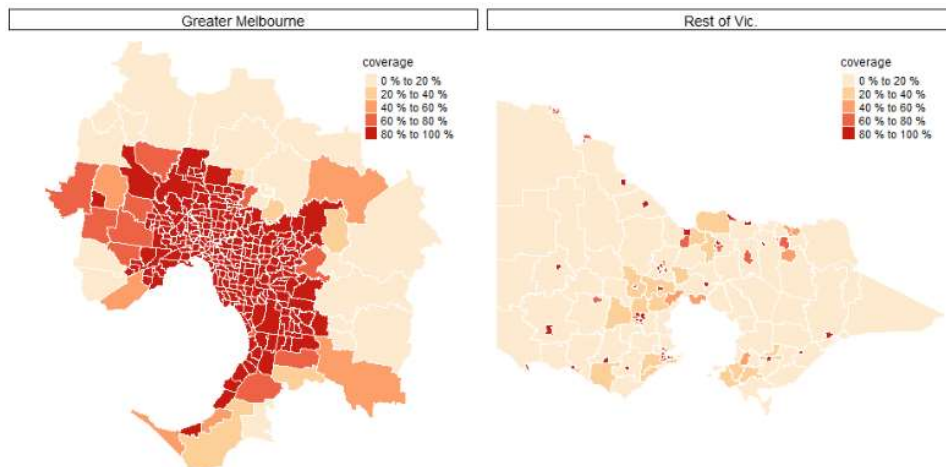 Greater Melbourne
coverage
0 % to 20 %
20 % to 40 %
40 % to 60 %
60 % to 80 %
80 % to 100 %
Rest of Vic.
coverage
0 % to 20 %
20 % to 40 %
40 % to 60 %
60 % to 80 %
80 % to 100 %